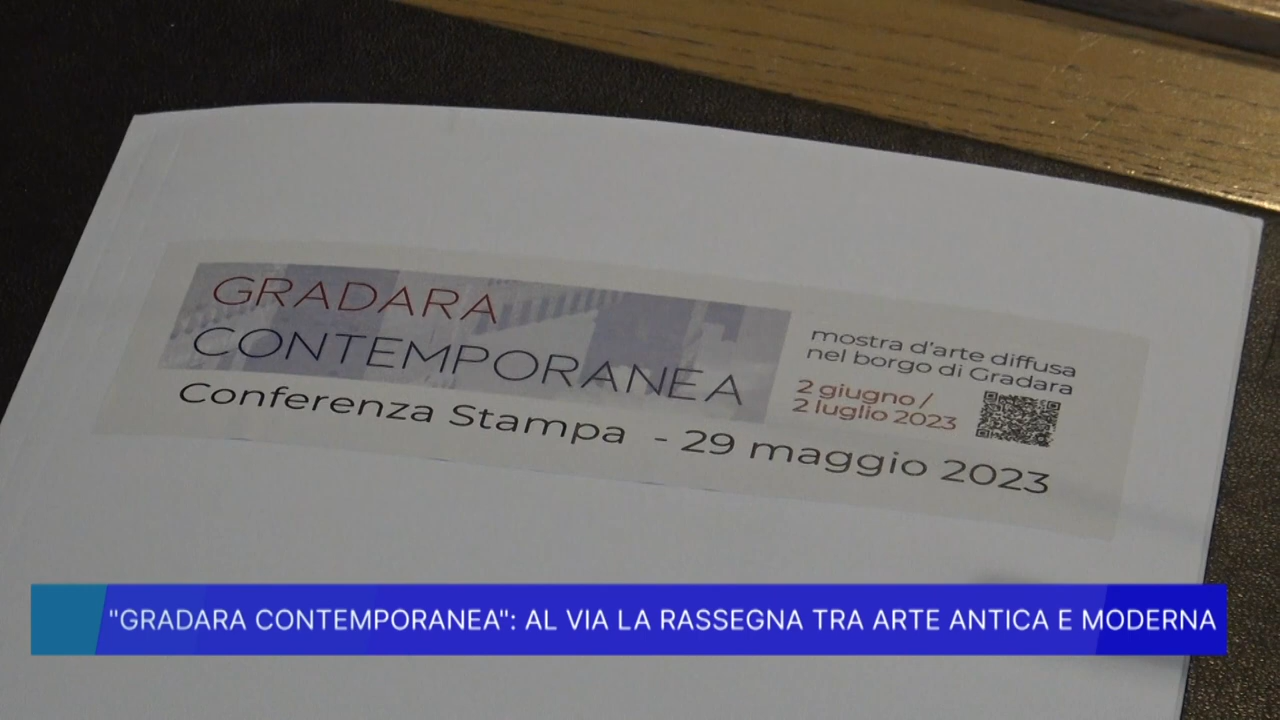 GRADARA
CONTEMPORANEA
mostra d'arte diffusa
nel borgo di Gradara
2 giugno /
2 luglio 2023
Conferenza Stampa - 29 maggio 2023
"GRADARA CONTEMPORANEA": AL VIA LA RASSEGNA TRA ARTE ANTICA E MODERNA